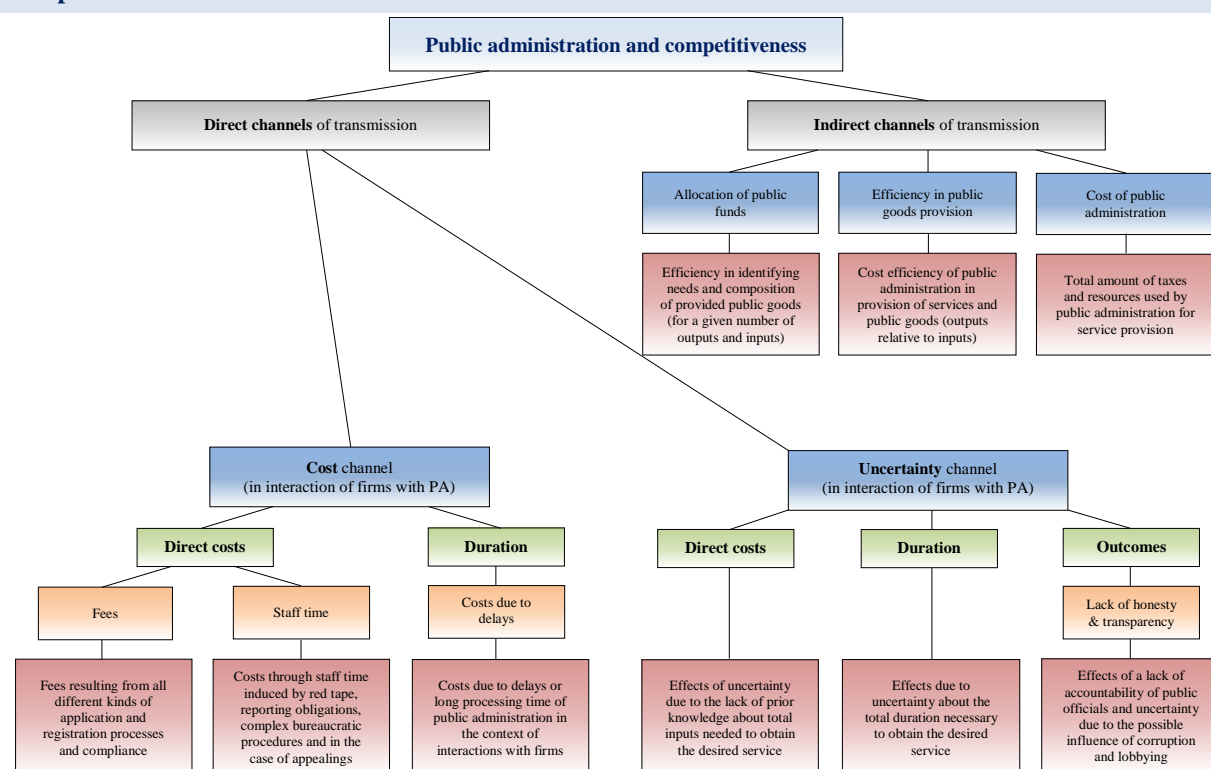 Public administration and competitiveness
Direct channels of transmission
Indirect channels of transmission
Allocation of public
funds
Efficiency in public
goods provision
Cost of public
administration
Efficiency in identifying
needs and composition
of provided public goods
(for a given number of
outputs and inputs)
Cost efficiency of public
administration in
provision of services and
public goods (outputs
relative to inputs)
Total amount of taxes
and resources used by
public administration for
service provision
Cost channel
(in interaction of firms with PA)
Uncertainty channel
(in interaction of firms with PA)
Direct costs
Duration
Direct costs
Duration
Outcomes
Fees
Staff time
Costs due to
delays
Lack of honesty
& transparency
Fees resulting from all
different kinds of
application and
registration processes
and compliance
Costs through staff time
induced by red tape,
reporting obligations,
complex bureaucratic
procedures and in the
case of appealings
Costs due to delays or
long processing time of
public administration in
the context of
interactions with firms
Effects of uncertainty
due to the lack of prior
knowledge about total
inputs needed to obtain
the desired service
Effects due to
uncertainty about the
total duration necessary
to obtain the desired
service
Effects of a lack of
accountability of public
officials and uncertainty
due to the possible
influence of corruption
and lobbying